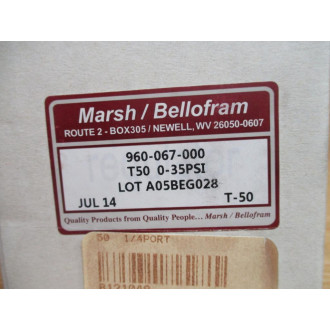 Marsh / Bellofram
ROUTE 2 - BOX305 / NEWELL, WV 26050-0607
960-067-000
T50 0-35PSI
LOT A05BEG028
JUL 14 T-50
Quality Products from Quality People... Marsh / Bellofram
50 1/4PORT